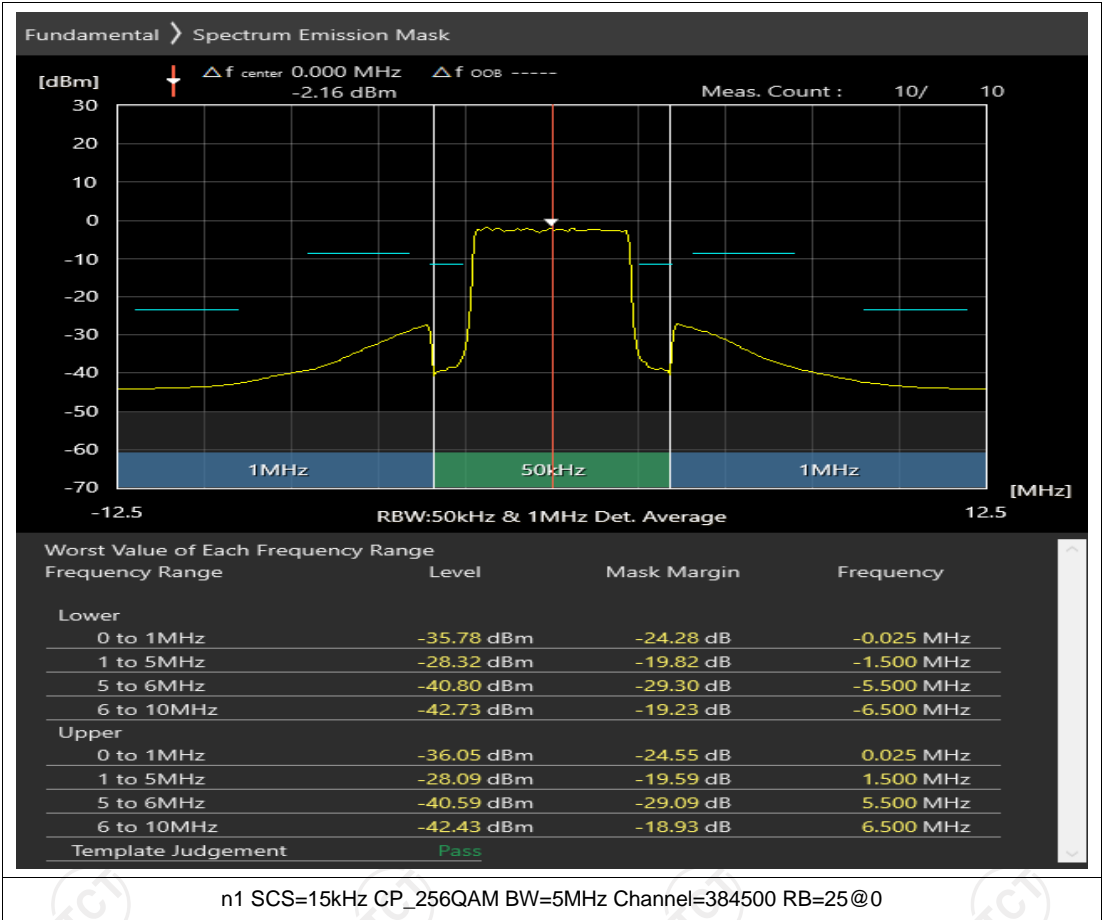 Fundamental ❯ Spectrum Emission Mask
[dBm] △f center 0.000 MHz △f OOB -----
-2.16 dBm Meas. Count : 10/ 10
30
20
10
0
-10
-20
-30
-40
-50
-60
1MHz 50kHz 1MHz
-70
[MHz]
-12.5 RBW:50kHz & 1MHz Det. Average 12.5
Worst Value of Each Frequency Range
Frequency Range Level Mask Margin Frequency
Lower
0 to 1MHz -35.78 dBm -24.28 dB -0.025 MHz
1 to 5MHz -28.32 dBm -19.82 dB -1.500 MHz
5 to 6MHz -40.80 dBm -29.30 dB -5.500 MHz
6 to 10MHz -42.73 dBm -19.23 dB -6.500 MHz
Upper
0 to 1MHz -36.05 dBm -24.55 dB 0.025 MHz
1 to 5MHz -28.09 dBm -19.59 dB 1.500 MHz
5 to 6MHz -40.59 dBm -29.09 dB 5.500 MHz
6 to 10MHz -42.43 dBm -18.93 dB 6.500 MHz
Template Judgement Pass
n1 SCS=15kHz CP_256QAM BW=5MHz Channel=384500 RB=25@0
TCT TCT TCT TCT